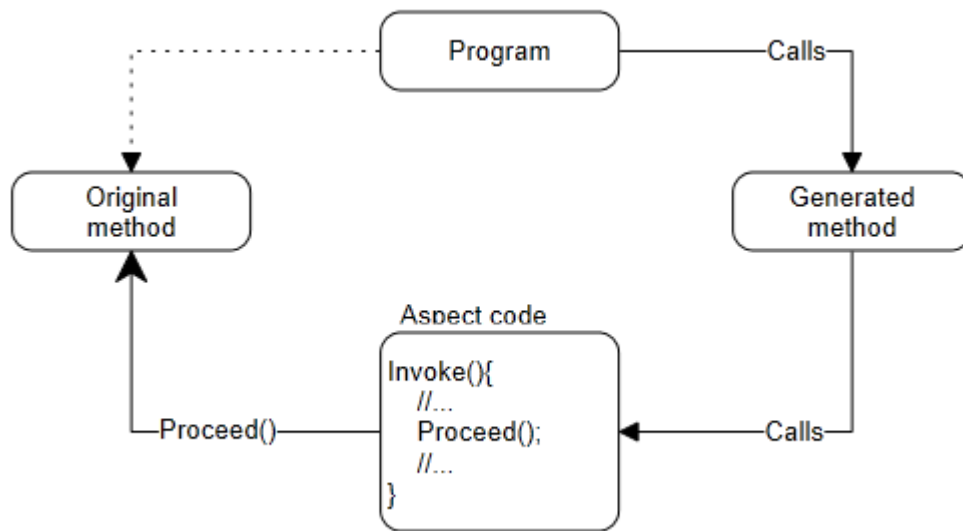 Program
Calls
Original
method
Generated
method
Aspect code
Invoke(){
//...
Proceed();
//...
}
Proceed()
Calls